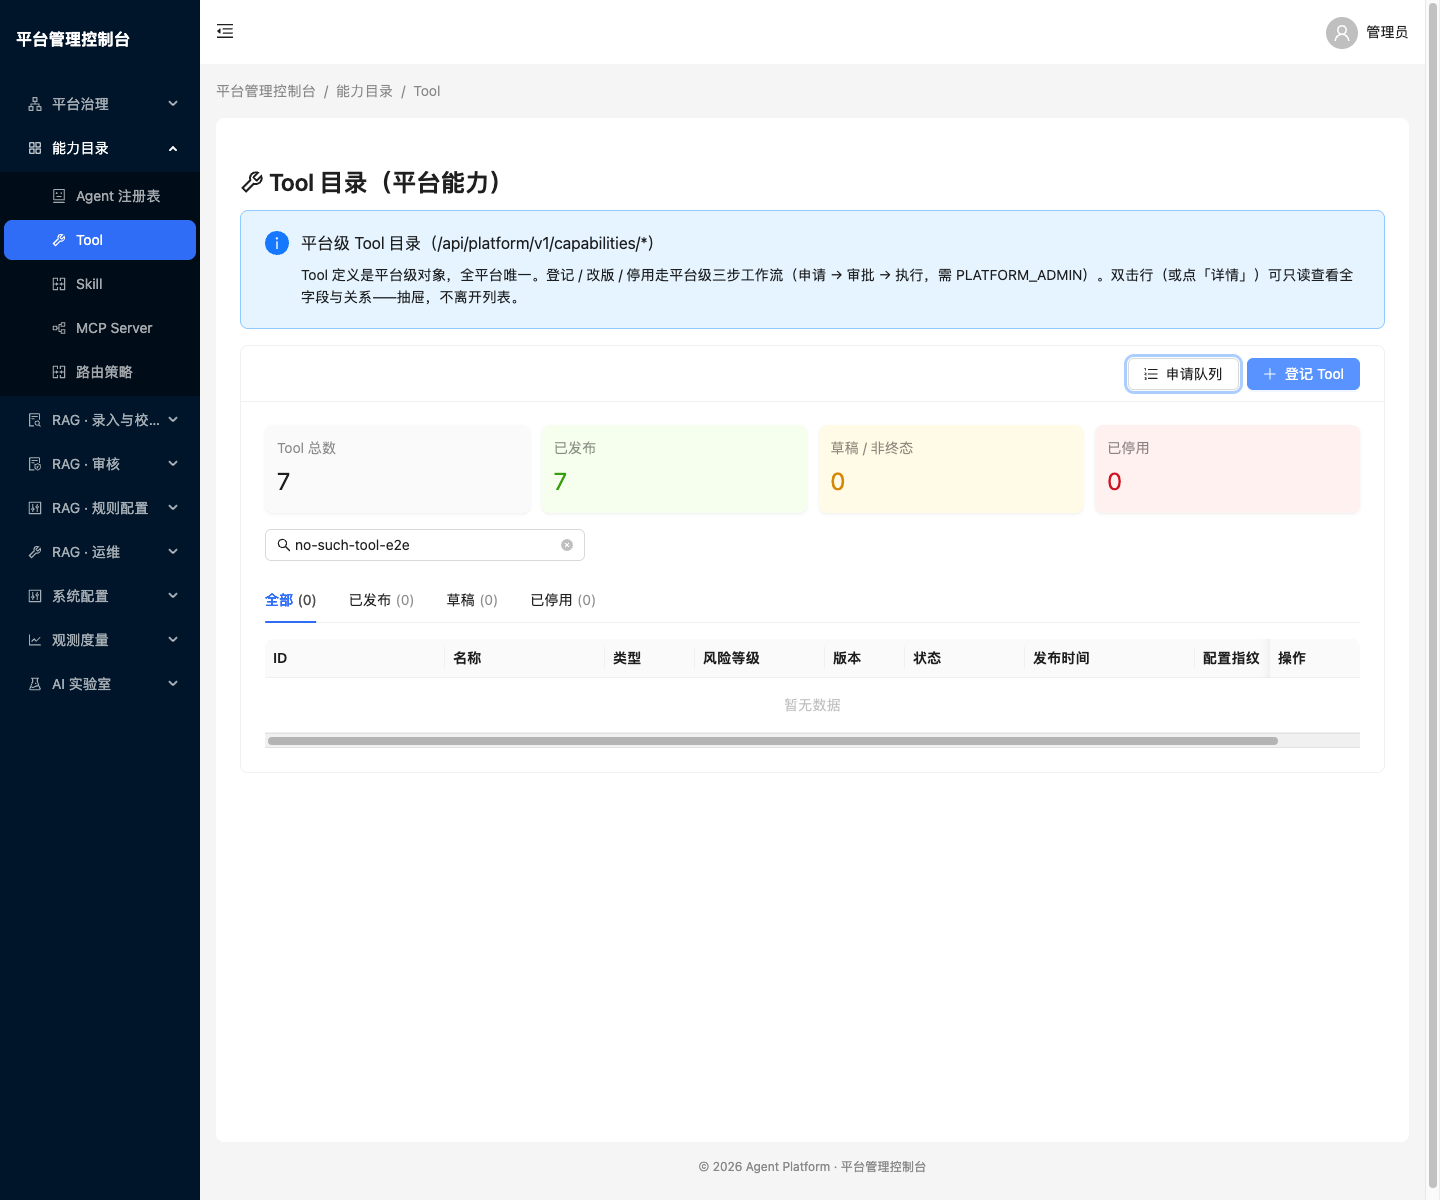 平台管理控制台
管理员
平台治理
能力目录
Agent 注册表
Tool
Skill
MCP Server
路由策略
RAG · 录入与校...
RAG · 审核
RAG · 规则配置
RAG · 运维
系统配置
观测度量
AI 实验室
平台管理控制台 / 能力目录 / Tool
Tool 目录（平台能力）
平台级 Tool 目录（/api/platform/v1/capabilities/*）
Tool 定义是平台级对象，全平台唯一。登记 / 改版 / 停用走平台级三步工作流（申请 → 审批 → 执行，需 PLATFORM_ADMIN）。双击行（或点「详情」）可只读查看全
字段与关系——抽屉，不离开列表。
申请队列
登记 Tool
Tool 总数
7
已发布
7
草稿 / 非终态
0
已停用
0
no-such-tool-e2e
全部 (0) 已发布 (0) 草稿 (0) 已停用 (0)
ID 名称 类型 风险等级 版本 状态 发布时间 配置指纹 操作
暂无数据
© 2026 Agent Platform · 平台管理控制台